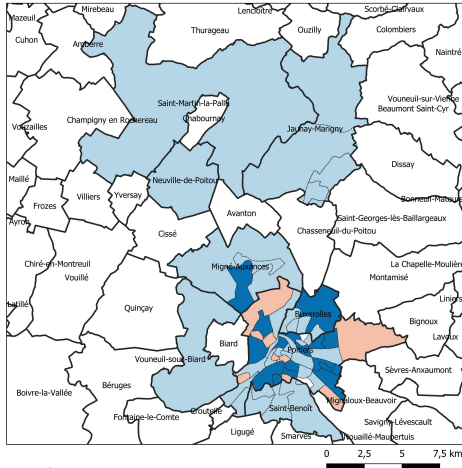 Mazeuil
Mirebeau
Lencloître
Scorbé-Clairvaux
Cuhon
Amberre
Thurageau
Ouzilly
Colombiers
Naintré
Saint-Martin-la-Pallu
Vouneuil-sur-Vienne
Beaumont Saint-Cyr
Vouzailles
Champigny en Rochereau
Chabournay
Jaunay-Marigny
Dissay
Maillé
Neuville-de-Poitou
Villiers
Yversay
Bonneuil-Matours
Frozes
Avanton
Saint-Georges-lès-Baillargeaux
Ayron
Cissé
Chasseneuil-du-Poitou
Chiré-en-Montreuil
Migné-Auxances
La Chapelle-Moulière
Vouillé
Montamisé
Latillé
Quinçay
Liniers
Buxerolles
Bignoux
Biard
Poitiers
Lavoux
Vouneuil-sous-Biard
Sèvres-Anxaumont
Boivre-la-Vallée
Béruges
Mignaloux-Beauvoir
Fontaine-le-Comte
Croutelle
Saint-Benoît
Savigny-Lévescault
Ligugé
Smarves
Nouaillé-Maupertuis
0 2,5 5 7,5 km